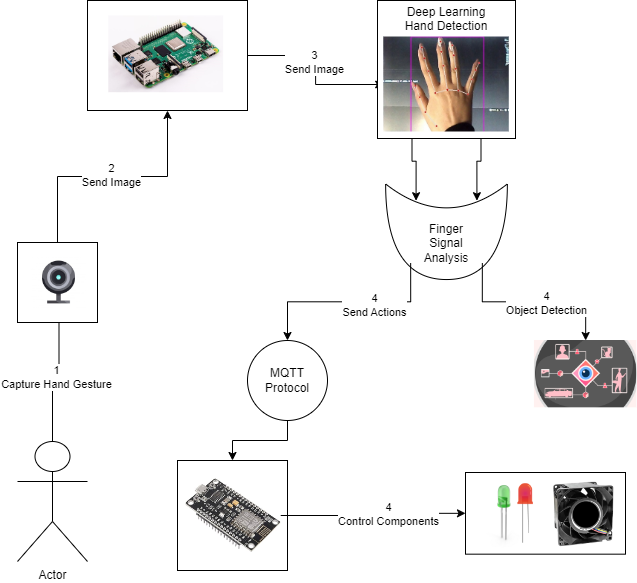 Deep Learning
Hand Detection
3
Send Image
2
Send Image
Finger
Signal
Analysis
4
Send Actions
4
Object Detection
1
Capture Hand Gesture
MQTT
Protocol
4
Control Components
Actor